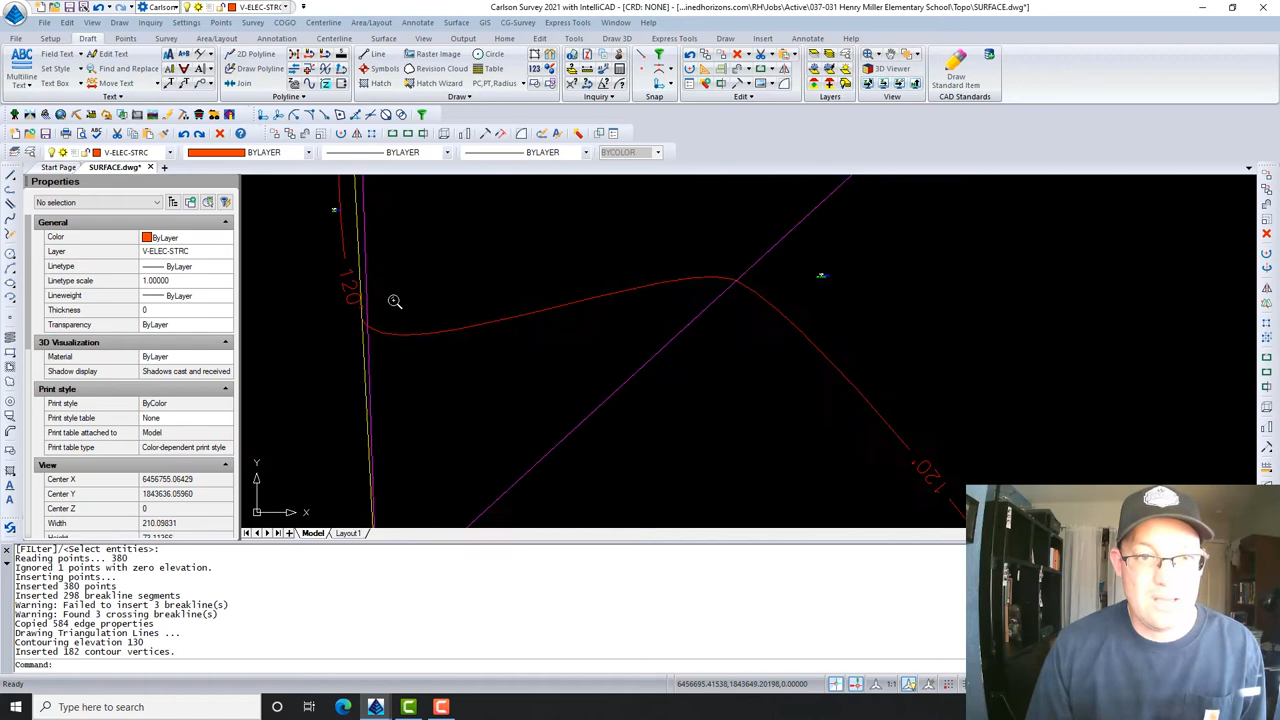 Carlson
V-ELEC-STRC
Carlson Survey 2021 with IntelliCAD - [CRD: NONE] - [...inedhorizons.com/RH/Jobs/Active/037-031 Henry Miller Elementary School/Topo/SURFACE.dwg*]
File Edit View Draw Inquiry Settings Points Survey COGO Centerline Area/Layout Annotate Surface GIS CG-Survey Express Tools Window Help
File Edit Draft Points Survey Area/Layout Annotation Centerline Surface View Output Home Edit Tools Draw 3D Express Tools Draw Insert Annotate
Field Text Edit Text 2D Polyline Line Raster Image Circle
Multiline Text Set Style Find and Replace Draw Polyline Symbols Revision Cloud Table 3D Viewer Draw Standard Item
Text Box Move Text Join Hatch Hatch Wizard PC,PT,Radius
Text Polyline Draw Inquiry Snap Edit Layers View CAD Standards
V-ELEC-STRC BYLAYER BYLAYER BYLAYER BYCOLOR
Start Page SURFACE.dwg*
Properties
No selection
General
Color ByLayer
Layer V-ELEC-STRC
Linetype ByLayer
Linetype scale 1.00000
Lineweight ByLayer
Thickness 0
Transparency ByLayer
3D Visualization
Material ByLayer
Shadow display Shadows cast and received
Print style
Print style ByColor
Print style table None
Print table attached to Model
Print table type Color-dependent print style
View
Center X 6456755.06429
Center Y 1843636.05960
Center Z 0
Width 210.09831
120
120'
Y
X
Model Layout1
[FILter]/<Select entities>:
Reading points... 380
Ignored 1 points with zero elevation.
Inserting points...
Inserted 380 points
Inserted 298 breakline segments
Warning: Failed to insert 3 breakline(s)
Warning: Found 3 crossing breakline(s)
Copied 584 edge properties
Drawing Triangulation Lines ...
Contouring elevation 130
Inserted 182 contour vertices.
Command:
Ready
6456695.41538,1843649.20198,0.00000
1:1
Type here to search